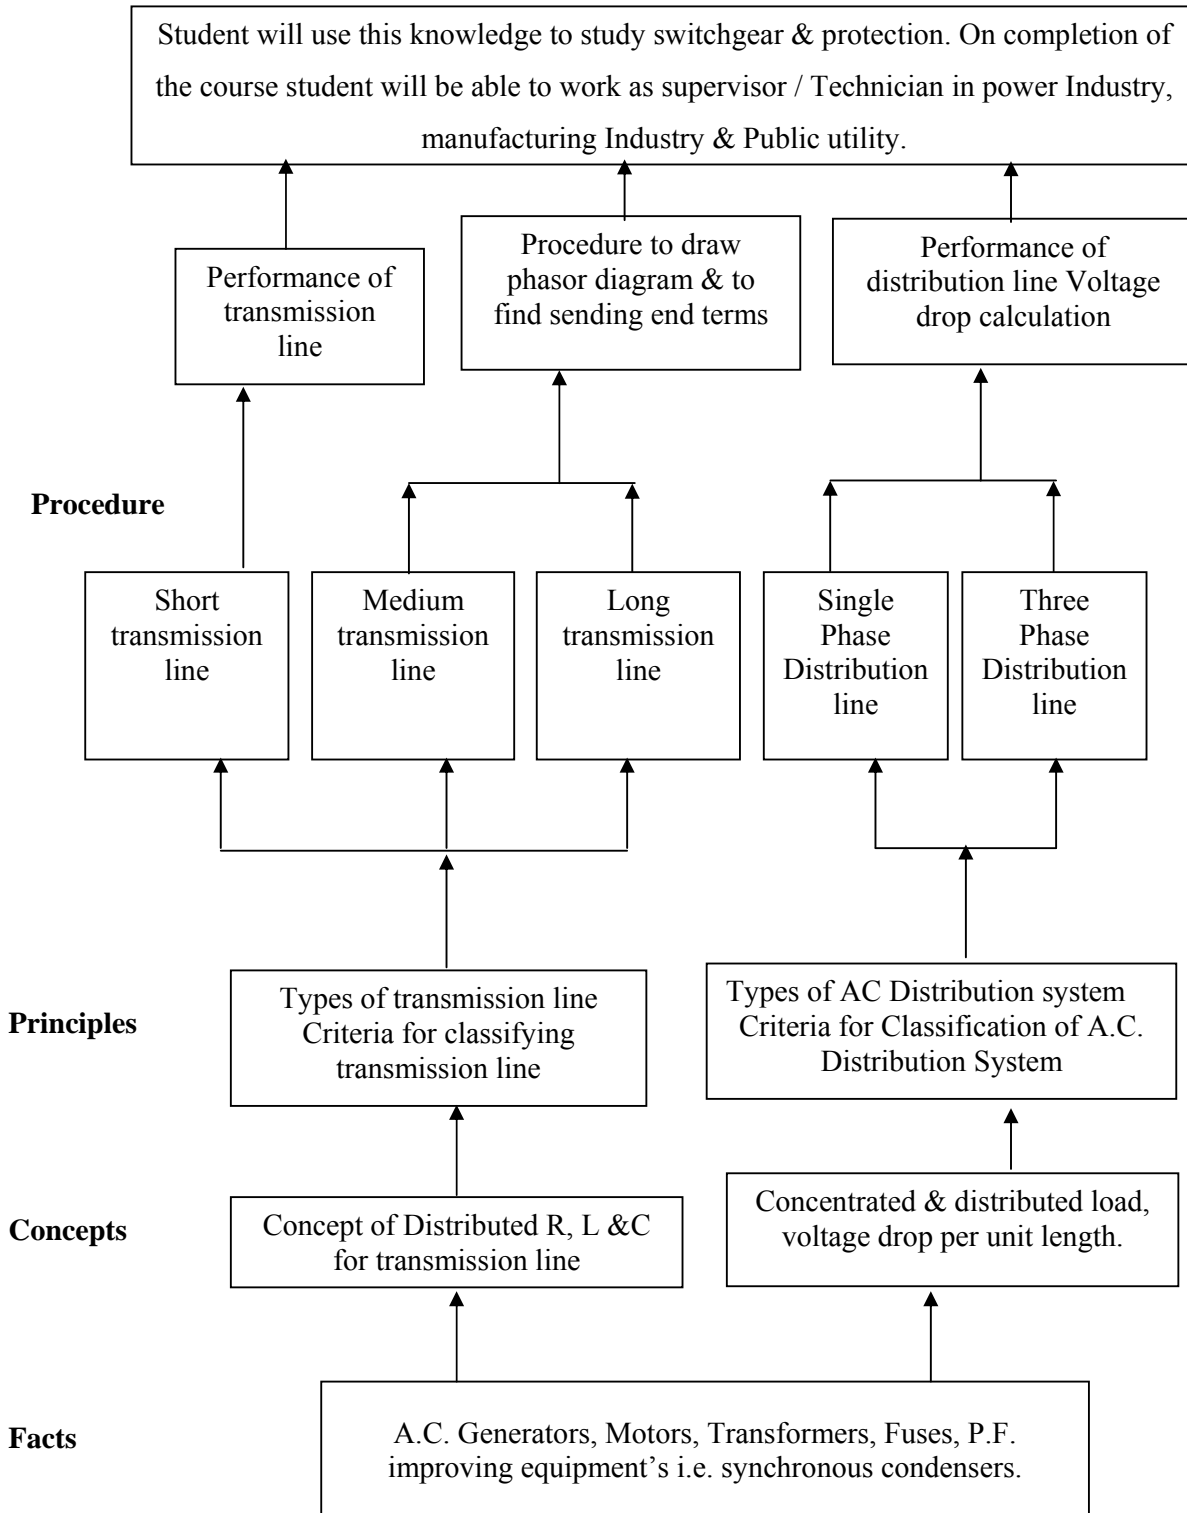 Student will use this knowledge to study switchgear & protection. On completion of
the course student will be able to work as supervisor / Technician in power Industry,
manufacturing Industry & Public utility.
Performance of
transmission
line
Procedure to draw
phasor diagram & to
find sending end terms
Performance of
distribution line Voltage
drop calculation
Procedure
Short
transmission
line
Medium
transmission
line
Long
transmission
line
Single
Phase
Distribution
line
Three
Phase
Distribution
line
Principles
Types of transmission line
Criteria for classifying
transmission line
Types of AC Distribution system
Criteria for Classification of A.C.
Distribution System
Concepts
Concept of Distributed R, L &C
for transmission line
Concentrated & distributed load,
voltage drop per unit length.
Facts
A.C. Generators, Motors, Transformers, Fuses, P.F.
improving equipment’s i.e. synchronous condensers.